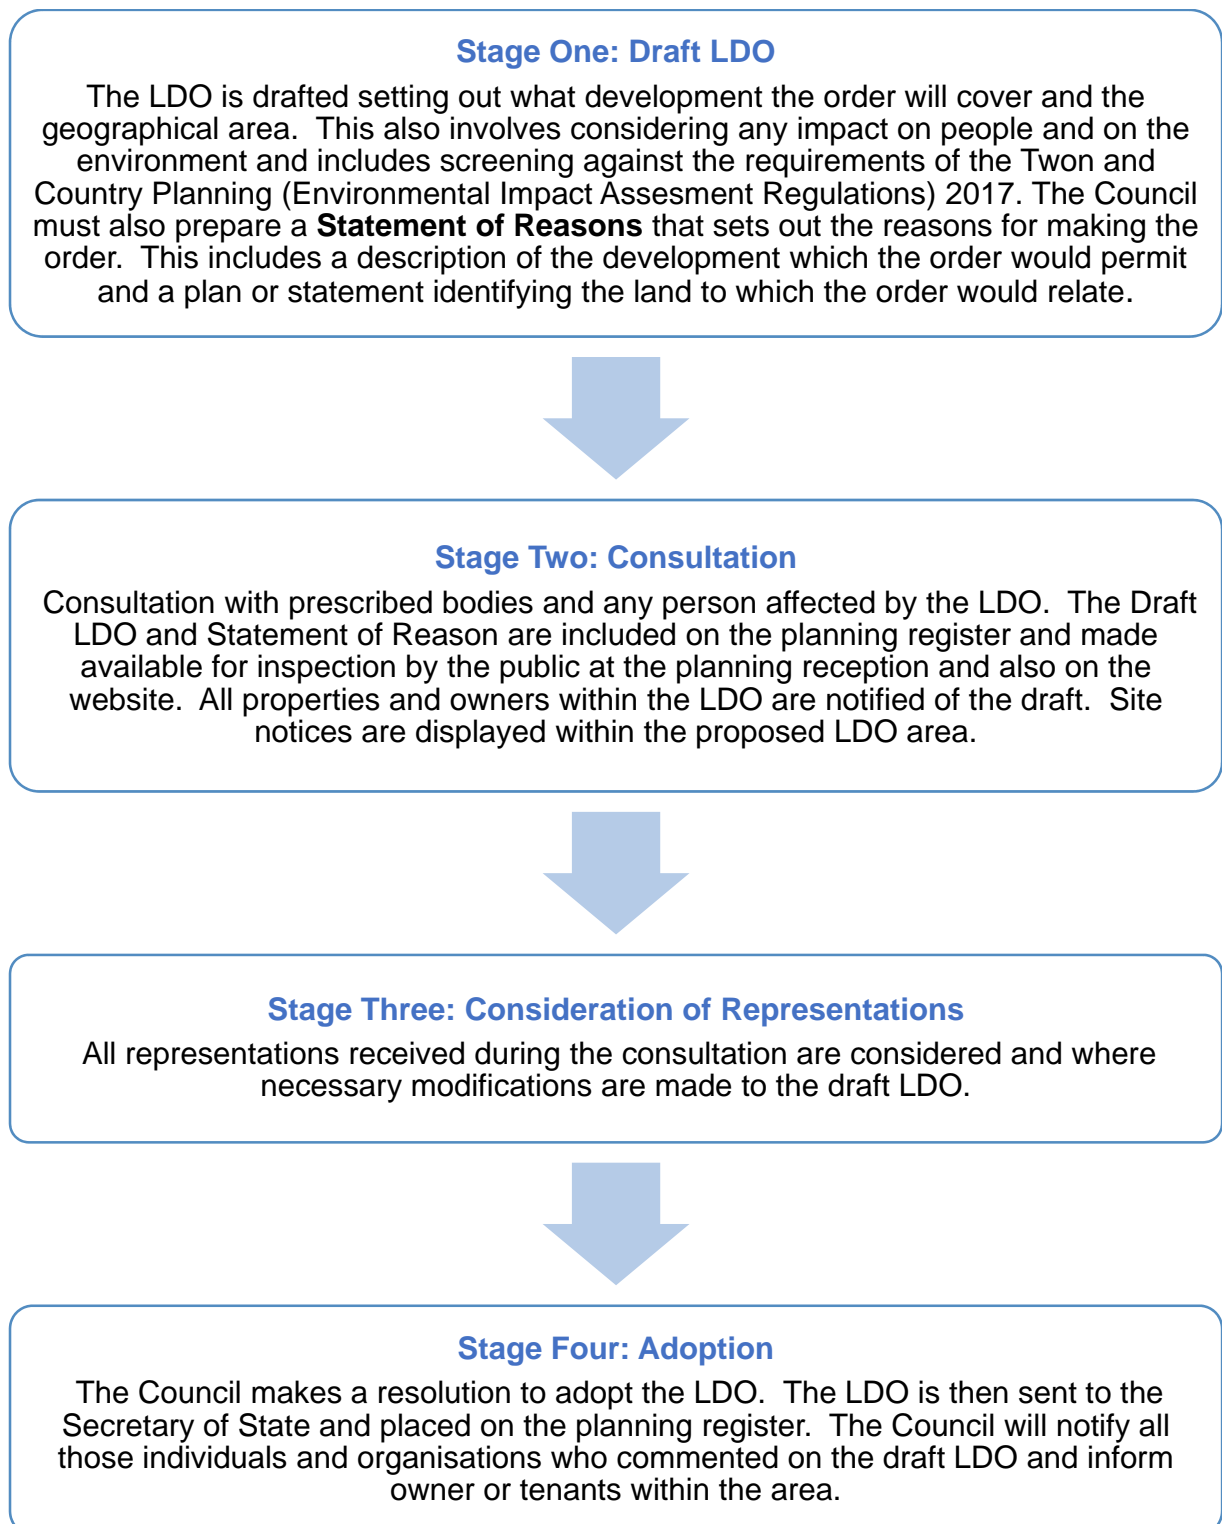 Stage One: Draft LDO
The LDO is drafted setting out what development the order will cover and the
geographical area.  This also involves considering any impact on people and on the
environment and includes screening against the requirements of the Twon and
Country Planning (Environmental Impact Assesment Regulations) 2017. The Council
must also prepare a Statement of Reasons that sets out the reasons for making the
order.  This includes a description of the development which the order would permit
and a plan or statement identifying the land to which the order would relate.
Stage Two: Consultation
Consultation with prescribed bodies and any person affected by the LDO.  The Draft
LDO and Statement of Reason are included on the planning register and made
available for inspection by the public at the planning reception and also on the
website.  All properties and owners within the LDO are notified of the draft.  Site
notices are displayed within the proposed LDO area.
Stage Three: Consideration of Representations
All representations received during the consultation are considered and where
necessary modifications are made to the draft LDO.
Stage Four: Adoption
The Council makes a resolution to adopt the LDO.  The LDO is then sent to the
Secretary of State and placed on the planning register.  The Council will notify all
those individuals and organisations who commented on the draft LDO and inform
owner or tenants within the area.